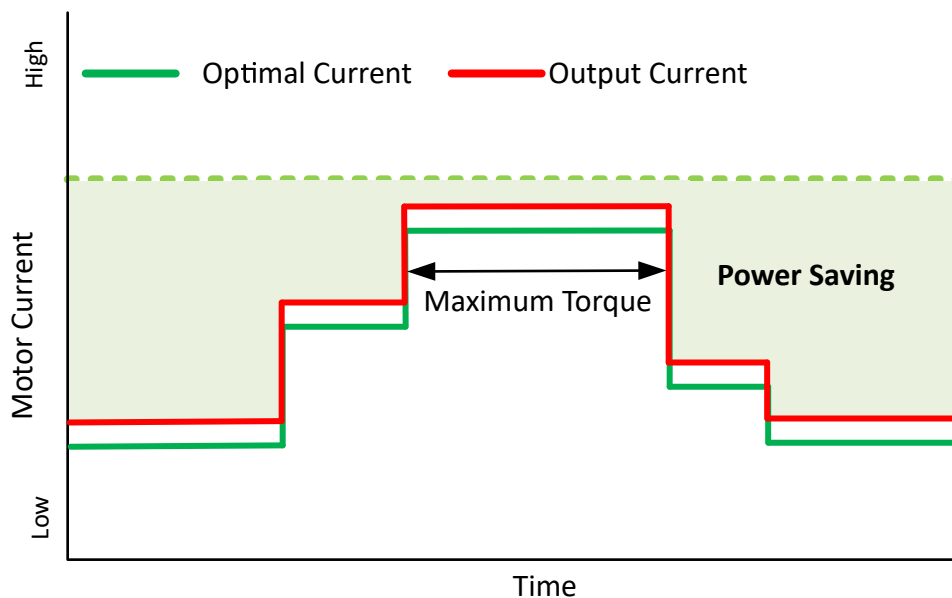 High
Optimal Current
Output Current
Motor Current
Power Saving
Maximum Torque
Low
Time